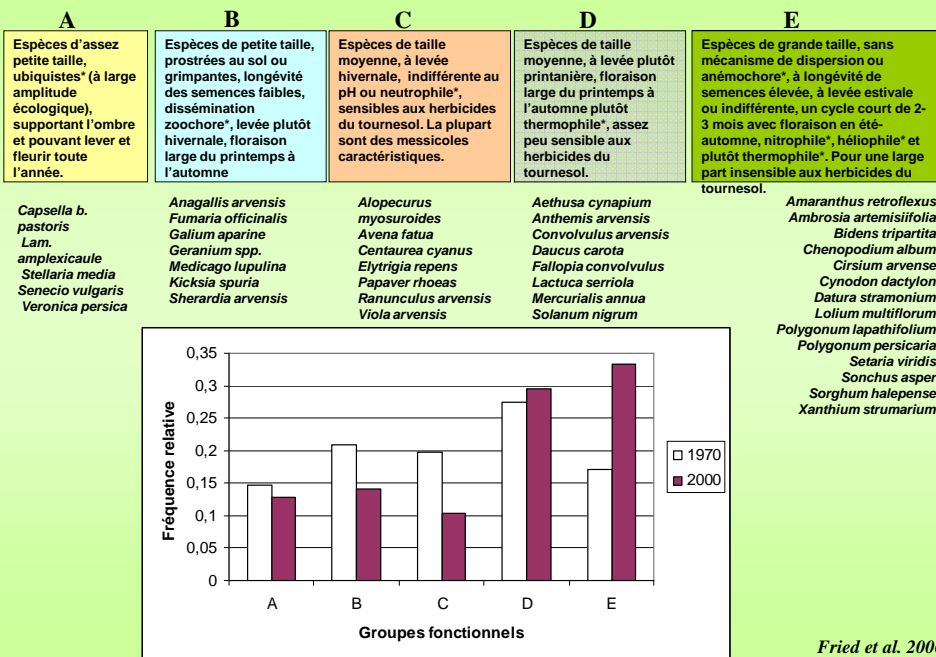 A
Espèces d'assez
petite taille,
ubiquistes* (à large
amplitude
écologique),
supportant l'ombre
et pouvant lever et
fleurir toute
l'année.
Capsella b.
pastoris
Lam.
amplexicaule
Stellaria media
Senecio vulgaris
Veronica persica
B
Espèces de petite taille,
prostrées au sol ou
grimpantes, longévité
des semences faibles,
dissémination
zoochore*, levée plutôt
hivernale, floraison
large du printemps à
l'automne
Anagallis arvensis
Fumaria officinalis
Galium aparine
Geranium spp.
Medicago lupulina
Kicksia spuria
Sherardia arvensis
C
Espèces de taille
moyenne, à levée
hivernale, indifférente au
pH ou neutrophile*,
sensibles aux herbicides
du tournesol. La plupart
sont des messicoles
caractéristiques.
Alopecurus
myosuroides
Avena fatua
Centaurea cyanus
Elytrigia repens
Papaver rhoeas
Ranunculus arvensis
Viola arvensis
D
Espèces de taille
moyenne, à levée plutôt
printanière, floraison
large du printemps à
l'automne plutôt
thermophile*, assez
peu sensible aux
herbicides du
tournesol.
Aethusa cynapium
Anthemis arvensis
Convolvulus arvensis
Daucus carota
Fallopia convolvulus
Lactuca serriola
Mercurialis annua
Solanum nigrum
E
Espèces de grande taille, sans
mécanisme de dispersion ou
anémochore*, à longévité de
semences élevée, à levée estivale
ou indifférente, un cycle court de 2-
3 mois avec floraison en été-
automne, nitrophile*, héliophile* et
plutôt thermophile*. Pour une large
part insensible aux herbicides du
tournesol.
Amaranthus retroflexus
Ambrosia artemisiifolia
Bidens tripartita
Chenopodium album
Cirsium arvense
Cynodon dactylon
Datura stramonium
Lolium multiflorum
Polygonum lapathifolium
Polygonum persicaria
Setaria viridis
Sonchus asper
Sorghum halepense
Xanthium strumarium
Fréquence relative
0,35
0,3
0,25
0,2
0,15
0,1
0,05
0
A B C D E
Groupes fonctionnels
1970
2000
Fried et al.